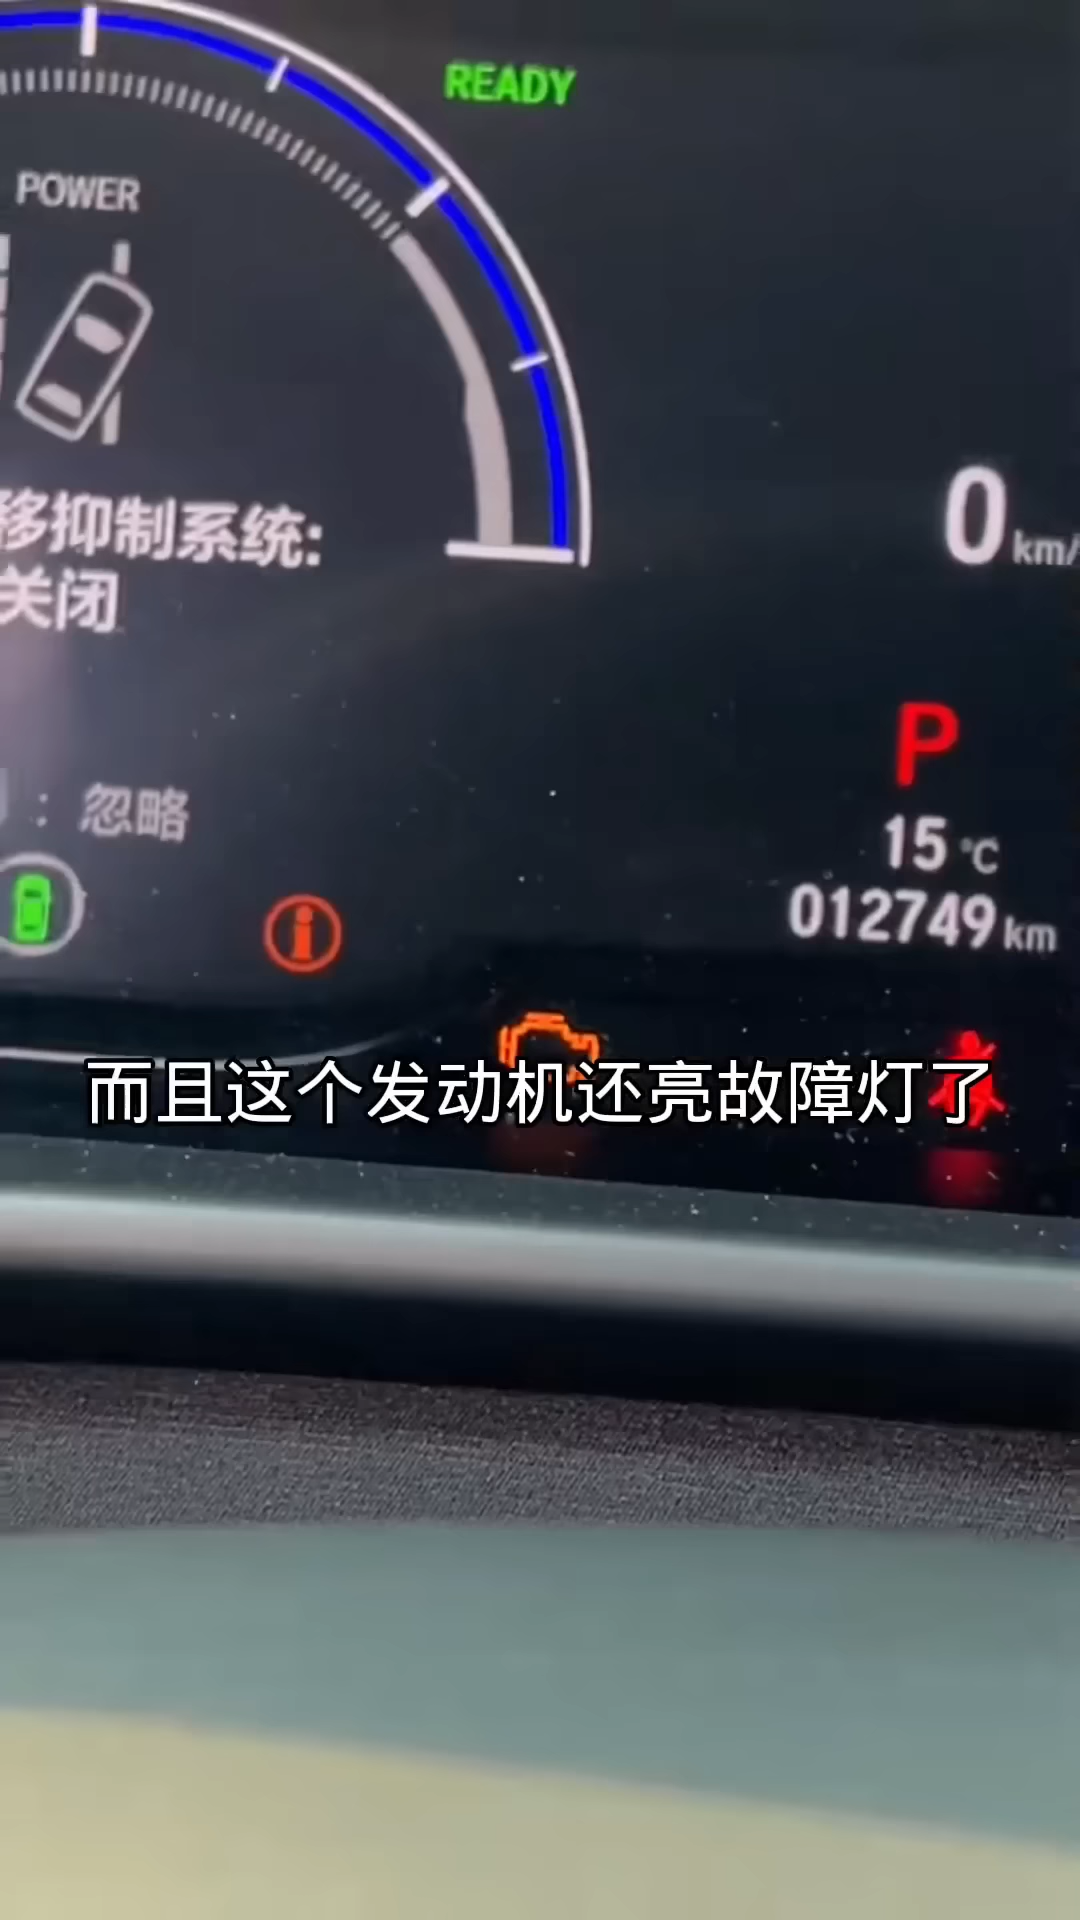 READY
POWER
移抑制系统:
关闭
0 km/
P
: 忽略
15 °C
012749 km
而且这个发动机还亮故障灯了